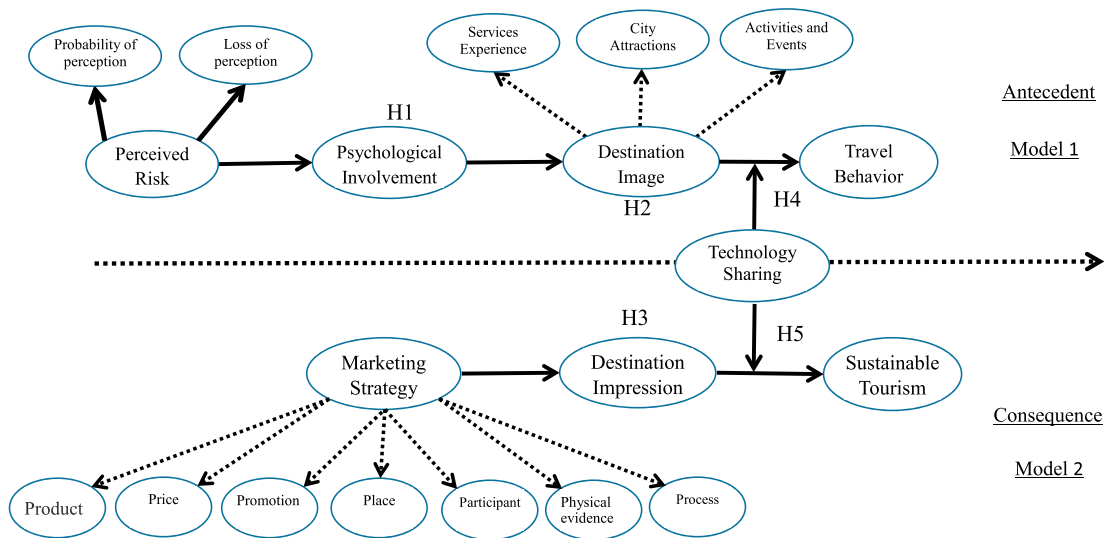 Probability of
perception
Loss of
perception
Services
Experience
City
Attractions
Activities and
Events
Antecedent
Model 1
H1
Perceived
Risk
Psychological
Involvement
Destination
Image
H2
Travel
Behavior
H4
Technology
Sharing
H3
H5
Marketing
Strategy
Destination
Impression
Sustainable
Tourism
Consequence
Model 2
Product
Price
Promotion
Place
Participant
Physical
evidence
Process